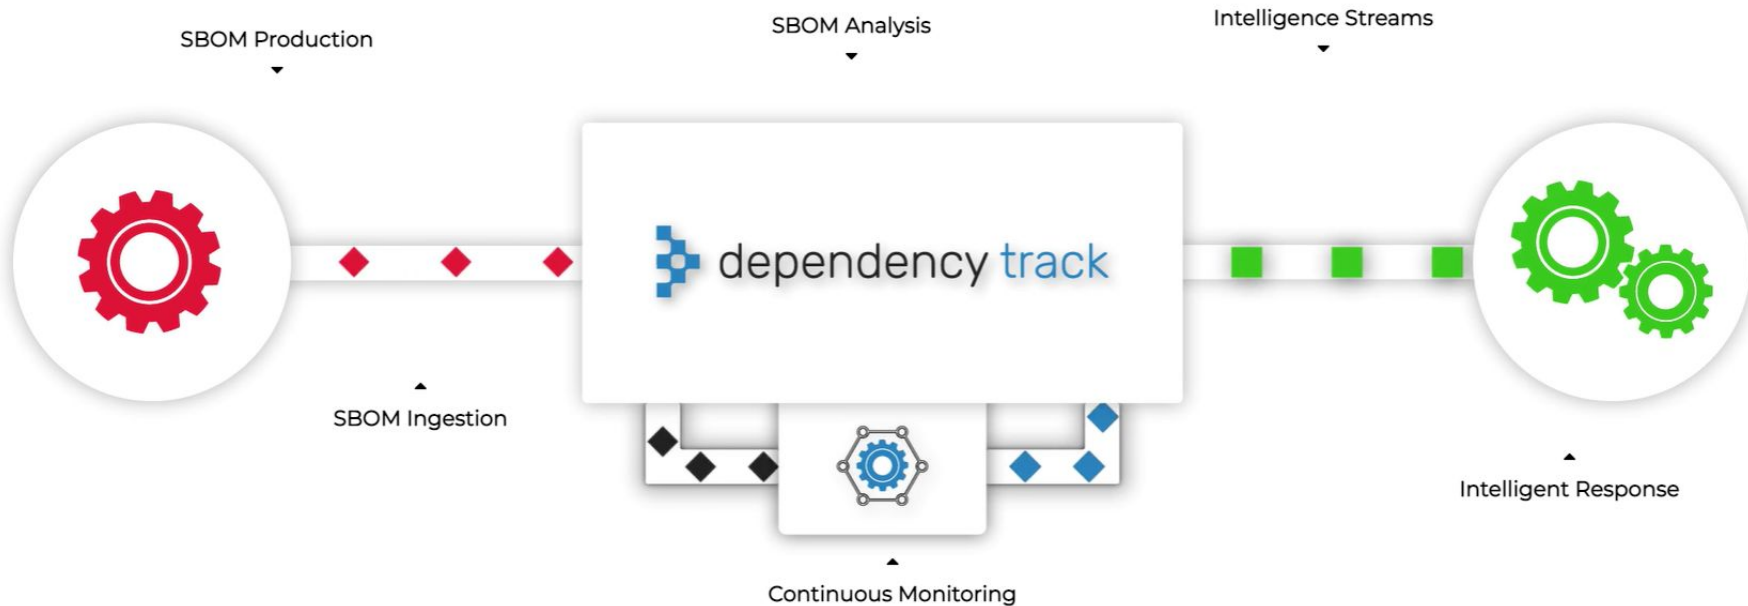 SBOM Production
SBOM Analysis
Intelligence Streams
dependency track
SBOM Ingestion
Intelligent Response
Continuous Monitoring